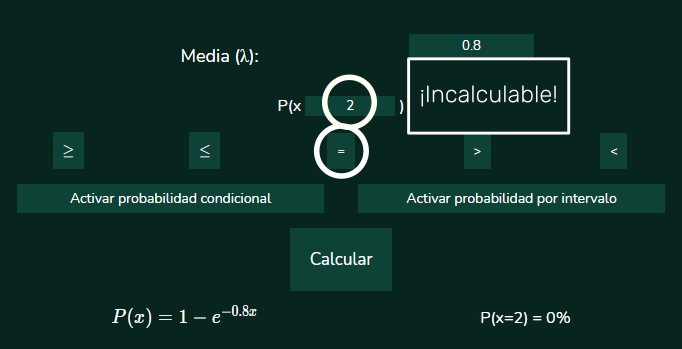 0.8
Media (λ):
¡Incalculable!
P(x 2 )
≥ ≤ = > <
Activar probabilidad condicional Activar probabilidad por intervalo
Calcular
P(x) = 1 − e^{−0.8x} P(x=2) = 0%